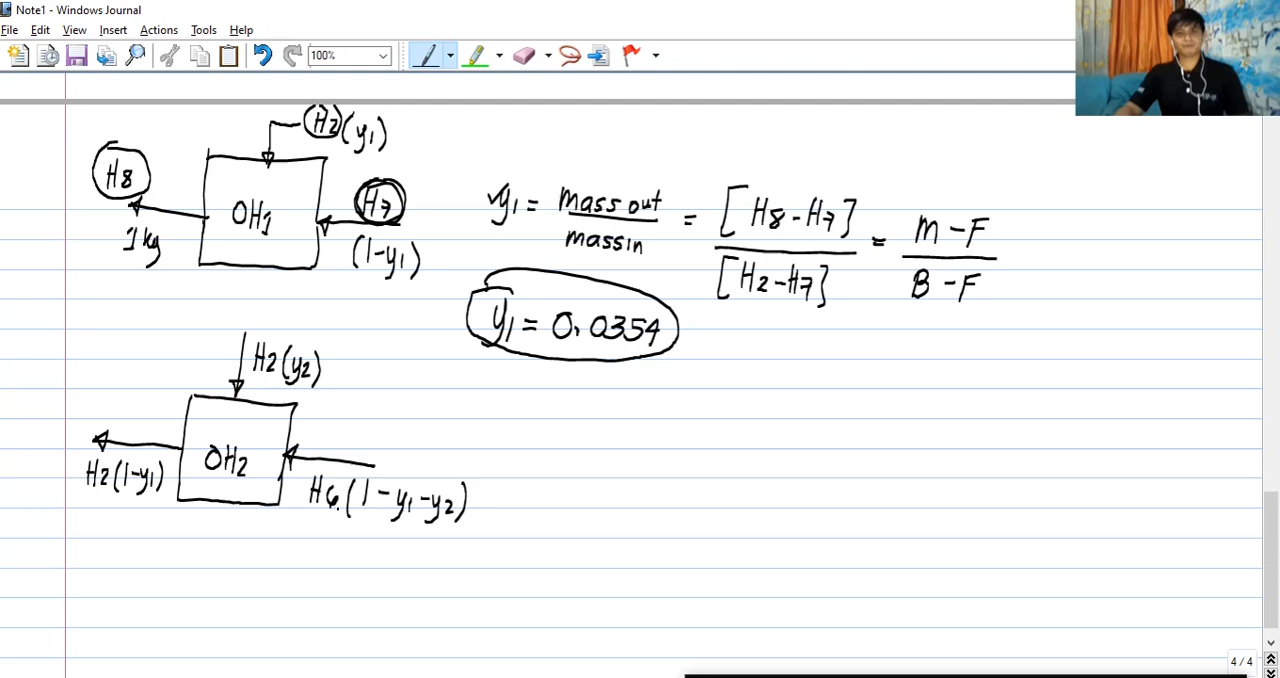 Note1 - Windows Journal
File Edit View Insert Actions Tools Help
100%
H2 (y1)
H8
OH1
H7
1 kg
(1-y1)
y1 = mass out / mass in = [H8-H7] / [H2-H7] = M-F / B-F
y1 = 0.0354
H2(y2)
OH2
H2(1-y1)
H6.(1-y1-y2)
4 / 4